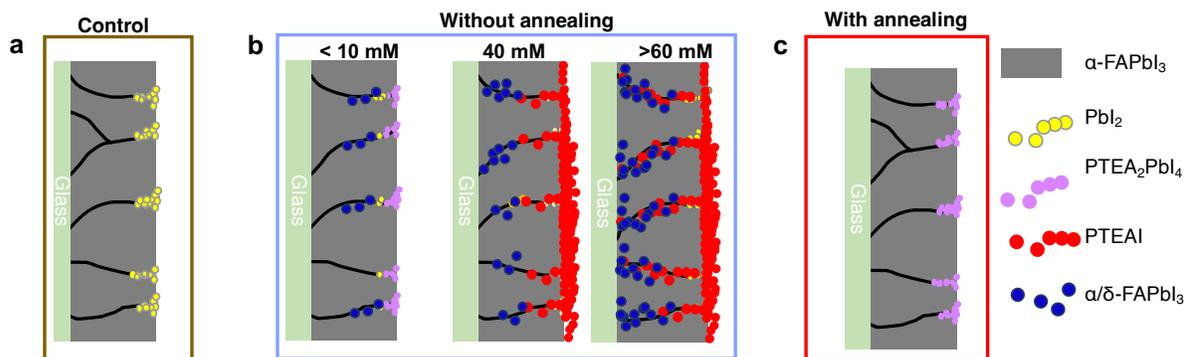 a
Control
Glass
b
Without annealing
< 10 mM
40 mM
>60 mM
Glass
Glass
Glass
c
With annealing
Glass
α-FAPbI₃
PbI₂
PTEA₂PbI₄
PTEAI
α/δ-FAPbI₃